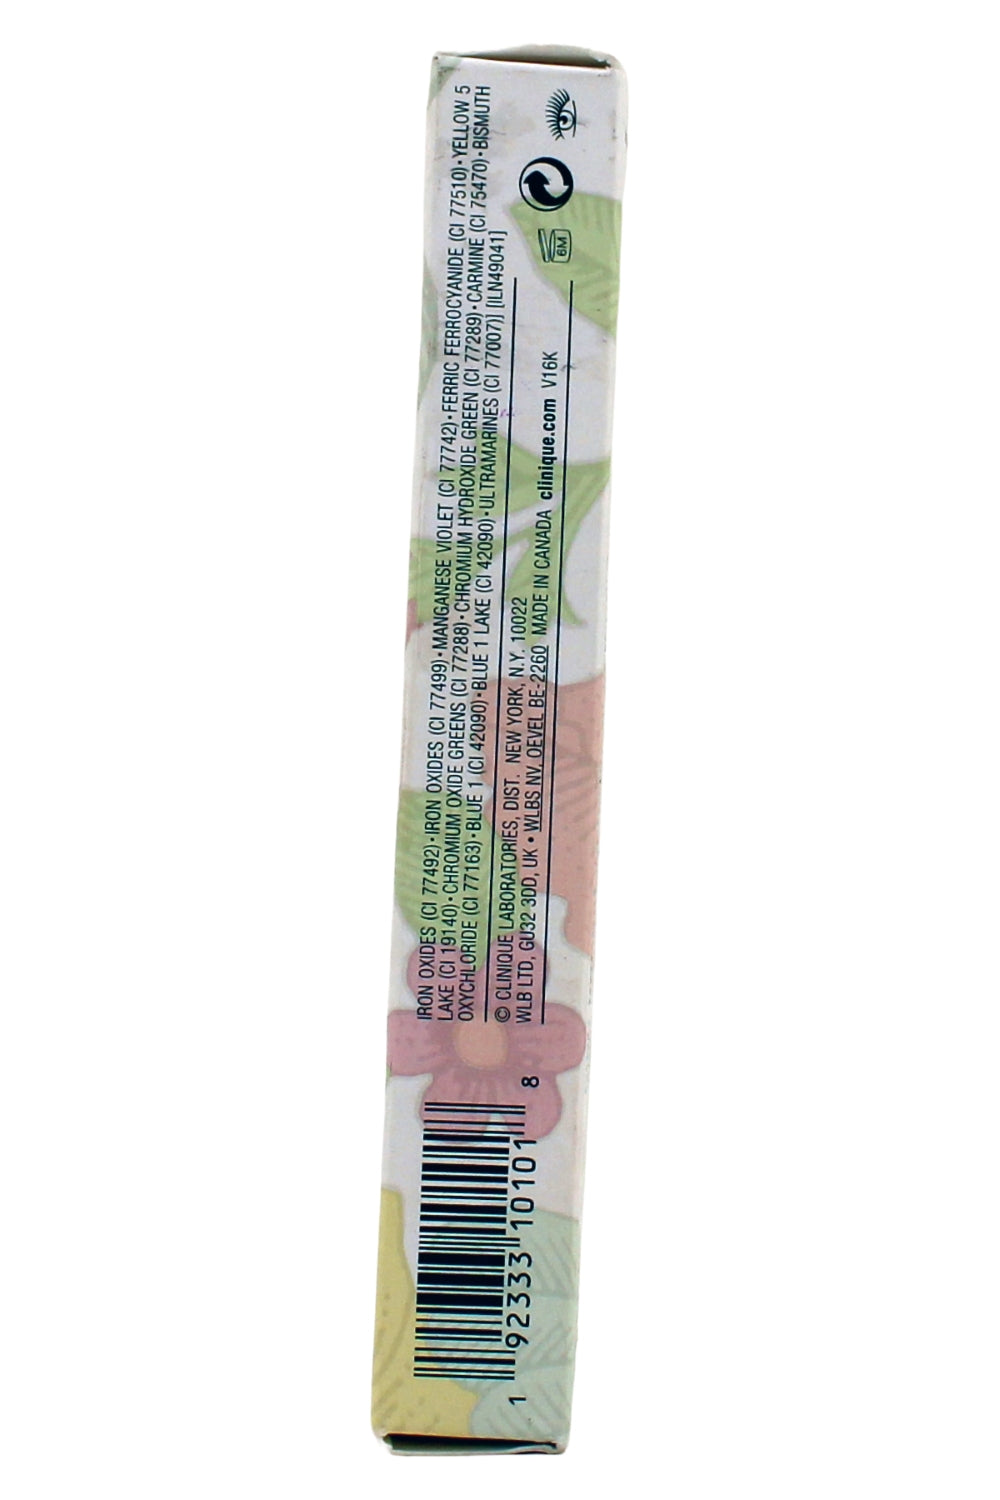 IRON OXIDES (CI 77492) • IRON OXIDES (CI 77499) • MANGANESE VIOLET (CI 77742) • FERRIC FERROCYANIDE (CI 77510) • YELLOW 5
LAKE (CI 19140) • CHROMIUM OXIDE GREENS (CI 77288) • CHROMIUM HYDROXIDE GREEN (CI 77289) • CARMINE (CI 75470) • BISMUTH
OXYCHLORIDE (CI 77163) • BLUE 1 (CI 42090) • BLUE 1 LAKE (CI 42090) • ULTRAMARINES (CI 77007)] [ILN49041]
© CLINIQUE LABORATORIES, DIST. NEW YORK, N.Y. 10022
WLB LTD, GU32 3DD, UK • WLBS NV, OEVEL BE-2260 MADE IN CANADA clinique.com V16K
6M
1 92333 10101 8